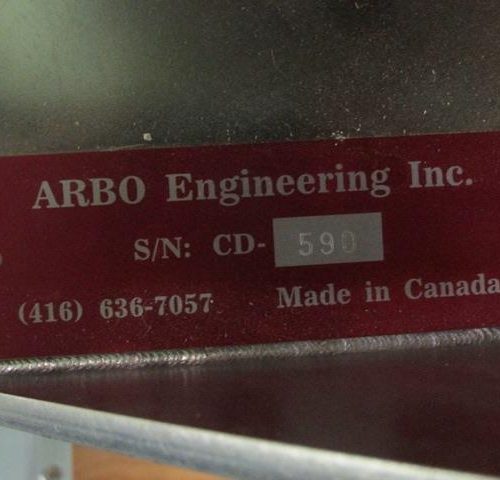 ARBO Engineering Inc.
S/N: CD- 590
(416) 636-7057 Made in Canada